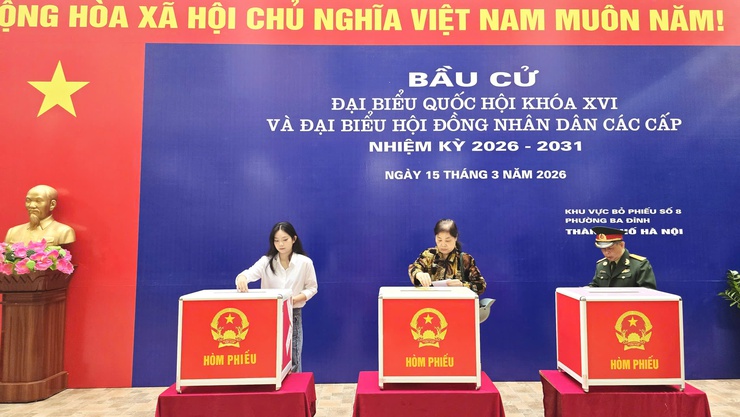 ỘNG HÒA XÃ HỘI CHỦ NGHĨA VIỆT NAM MUÔN NĂM!
BẦU CỬ
ĐẠI BIỂU QUỐC HỘI KHÓA XVI
VÀ ĐẠI BIỂU HỘI ĐỒNG NHÂN DÂN CÁC CẤP
NHIỆM KỲ 2026 - 2031
NGÀY 15 THÁNG 3 NĂM 2026
KHU VỰC BỎ PHIẾU SỐ 8
PHƯỜNG BA ĐÌNH
HÀ NỘI
HÒM PHIẾU
HÒM PHIẾU
HÒM PHIẾU